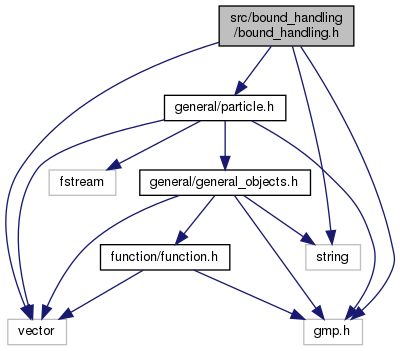 src/bound_handling
/bound_handling.h
general/particle.h
fstream
general/general_objects.h
function/function.h
string
vector
gmp.h